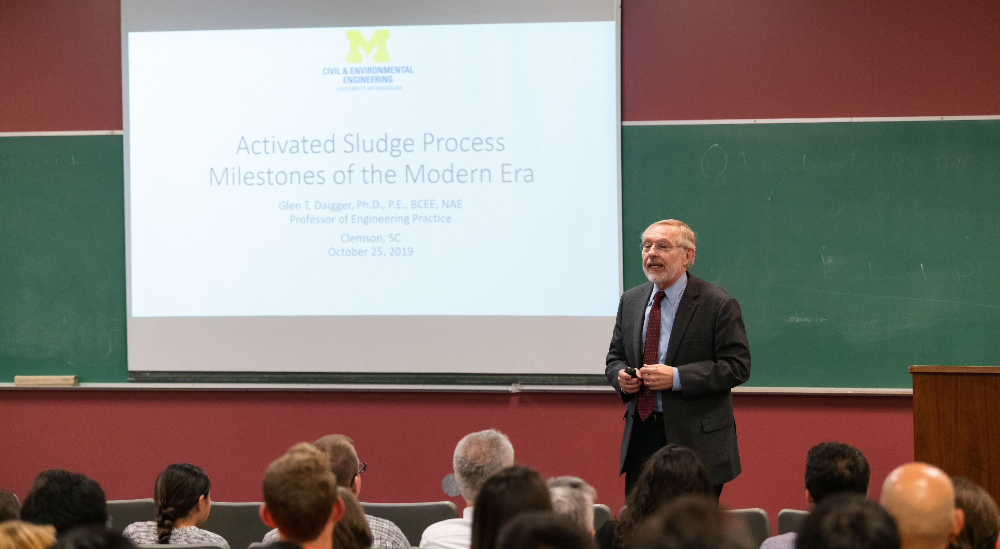 M
CIVIL & ENVIRONMENTAL
ENGINEERING
UNIVERSITY OF MICHIGAN
Activated Sludge Process
Milestones of the Modern Era
Glen T. Daigger, Ph.D., P.E., BCEE, NAE
Professor of Engineering Practice
Clemson, SC
October 25, 2019